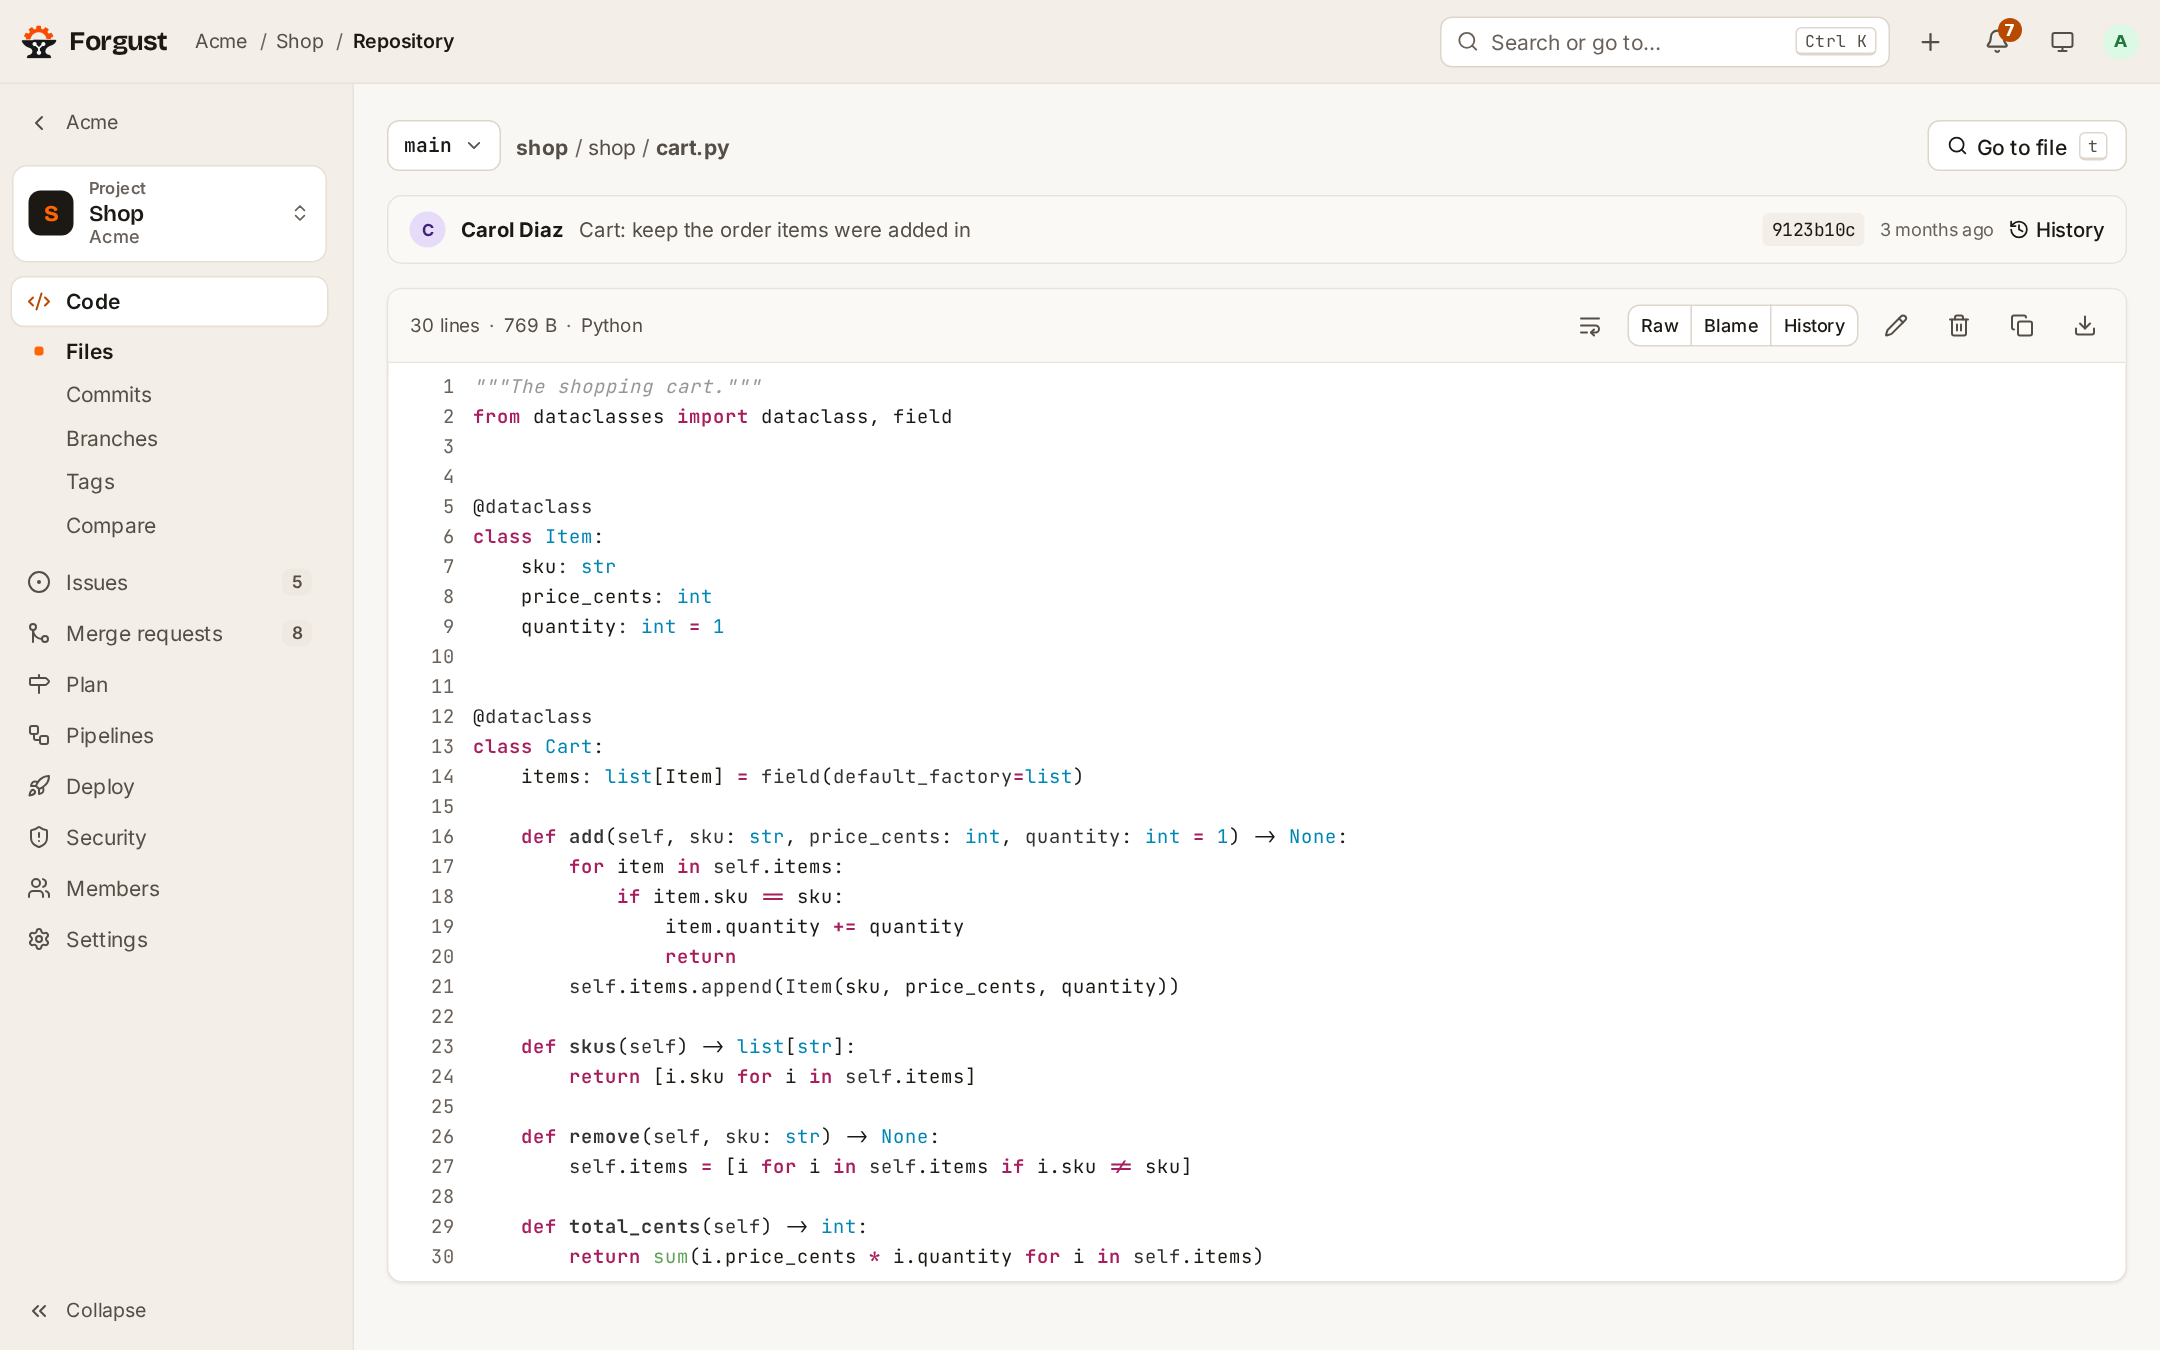 Forgust
Acme / Shop / Repository
Search or go to... Ctrl K
7
A
Acme
S
Project
Shop
Acme
Code
Files
Commits
Branches
Tags
Compare
Issues 5
Merge requests 8
Plan
Pipelines
Deploy
Security
Members
Settings
Collapse
main
shop / shop / cart.py
Go to file t
C Carol Diaz Cart: keep the order items were added in 9123b10c 3 months ago History
30 lines · 769 B · Python Raw Blame History
1 """The shopping cart."""
2 from dataclasses import dataclass, field
3
4
5 @dataclass
6 class Item:
7     sku: str
8     price_cents: int
9     quantity: int = 1
10
11
12 @dataclass
13 class Cart:
14     items: list[Item] = field(default_factory=list)
15
16     def add(self, sku: str, price_cents: int, quantity: int = 1) -> None:
17         for item in self.items:
18             if item.sku == sku:
19                 item.quantity += quantity
20                 return
21         self.items.append(Item(sku, price_cents, quantity))
22
23     def skus(self) -> list[str]:
24         return [i.sku for i in self.items]
25
26     def remove(self, sku: str) -> None:
27         self.items = [i for i in self.items if i.sku != sku]
28
29     def total_cents(self) -> int:
30         return sum(i.price_cents * i.quantity for i in self.items)